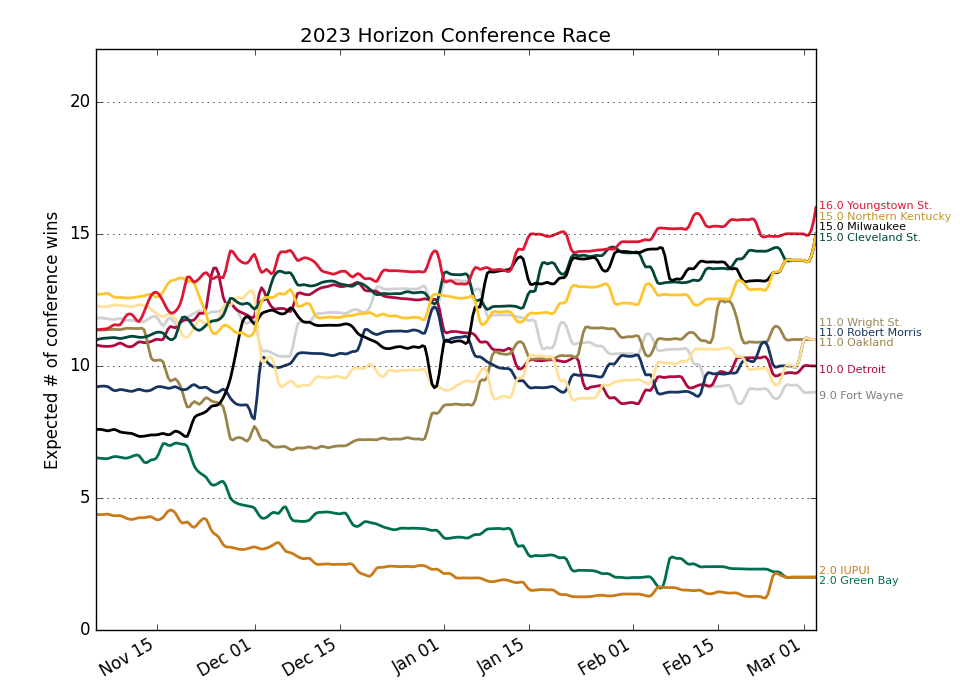 2023 Horizon Conference Race
Expected # of conference wins
20
15
10
5
0
16.0 Youngstown St.
15.0 Northern Kentucky
15.0 Milwaukee
15.0 Cleveland St.
11.0 Wright St.
11.0 Robert Morris
11.0 Oakland
10.0 Detroit
9.0 Fort Wayne
2.0 IUPUI
2.0 Green Bay
Nov 15
Dec 01
Dec 15
Jan 01
Jan 15
Feb 01
Feb 15
Mar 01